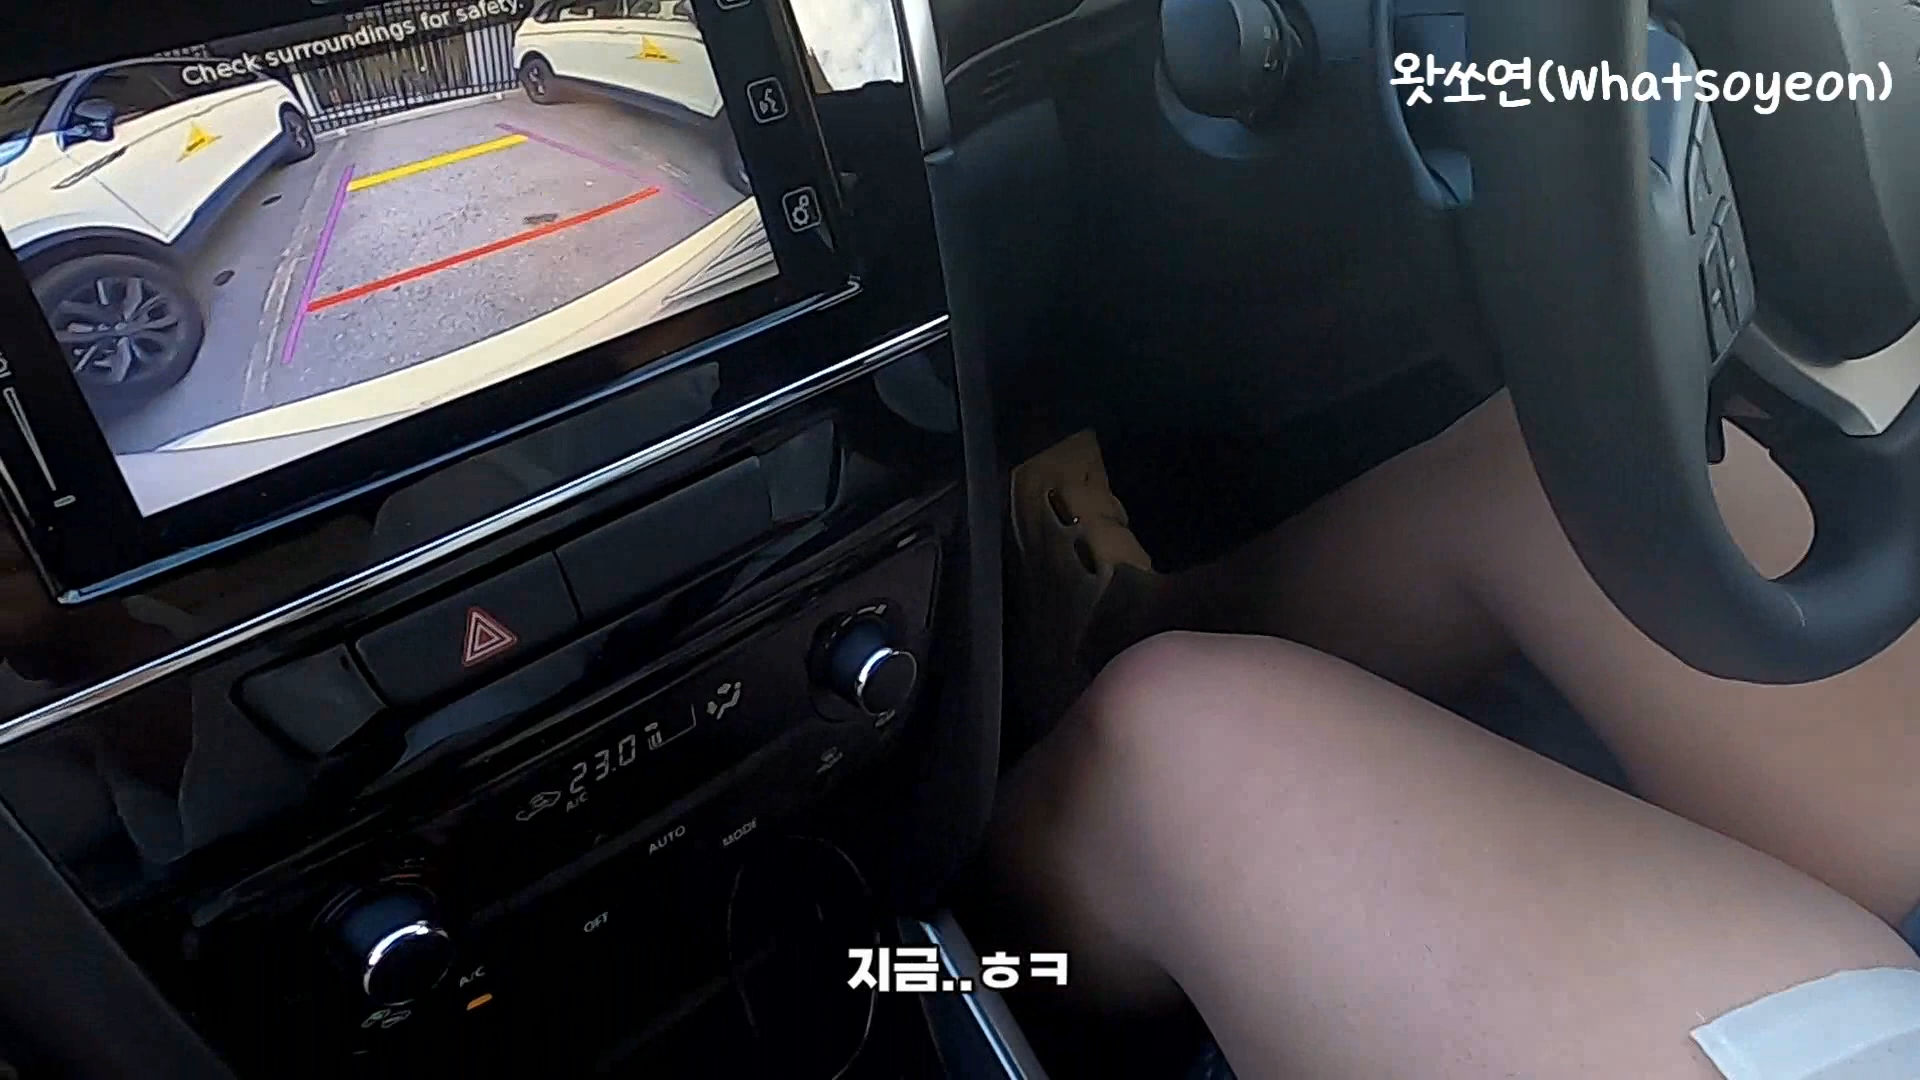 Check surroundings for safety.
왓쏘연(Whatsoyeon)
23.0
A/C
AUTO
MODE
OFF
A/C
지금..ㅎㅋ